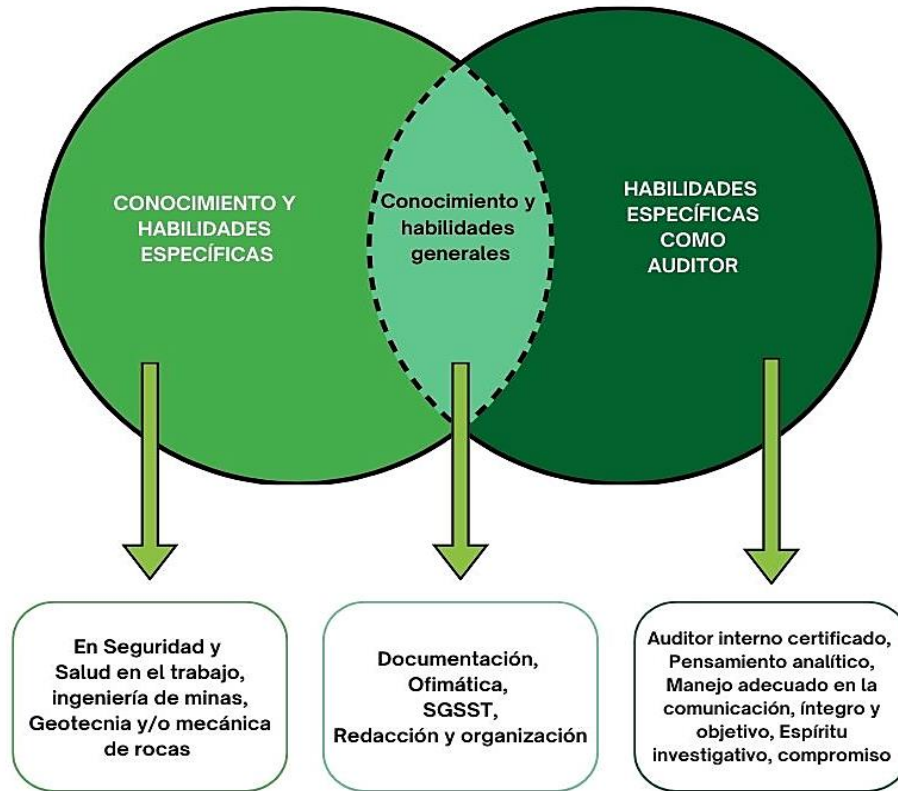 CONOCIMIENTO Y
HABILIDADES
ESPECÍFICAS
Conocimiento y
habilidades
generales
HABILIDADES
ESPECÍFICAS
COMO
AUDITOR
En Seguridad y
Salud en el trabajo,
ingeniería de minas,
Geotecnia y/o mecánica
de rocas
Documentación,
Ofimática,
SGSST,
Redacción y organización
Auditor interno certificado,
Pensamiento analítico,
Manejo adecuado en la
comunicación, íntegro y
objetivo, Espíritu
investigativo, compromiso